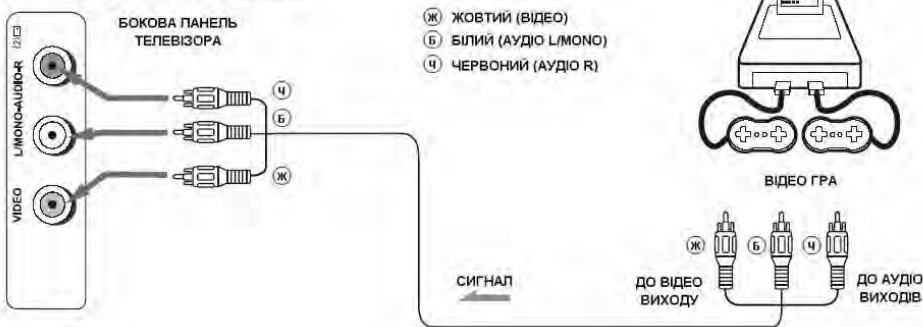 БОКОВА ПАНЕЛЬ
ТЕЛЕВІЗОРА
Ж ЖОВТИЙ (ВІДЕО)
Б БІЛИЙ (АУДІО L/MONO)
Ч ЧЕРВОНИЙ (АУДІО R)
L/MONO-AUDIO-R
VIDEO
Ч
Б
Ж
ВІДЕО ГРА
Ж
Б
Ч
СИГНАЛ
ДО ВІДЕО
ВИХОДУ
ДО АУДІО
ВИХОДІВ